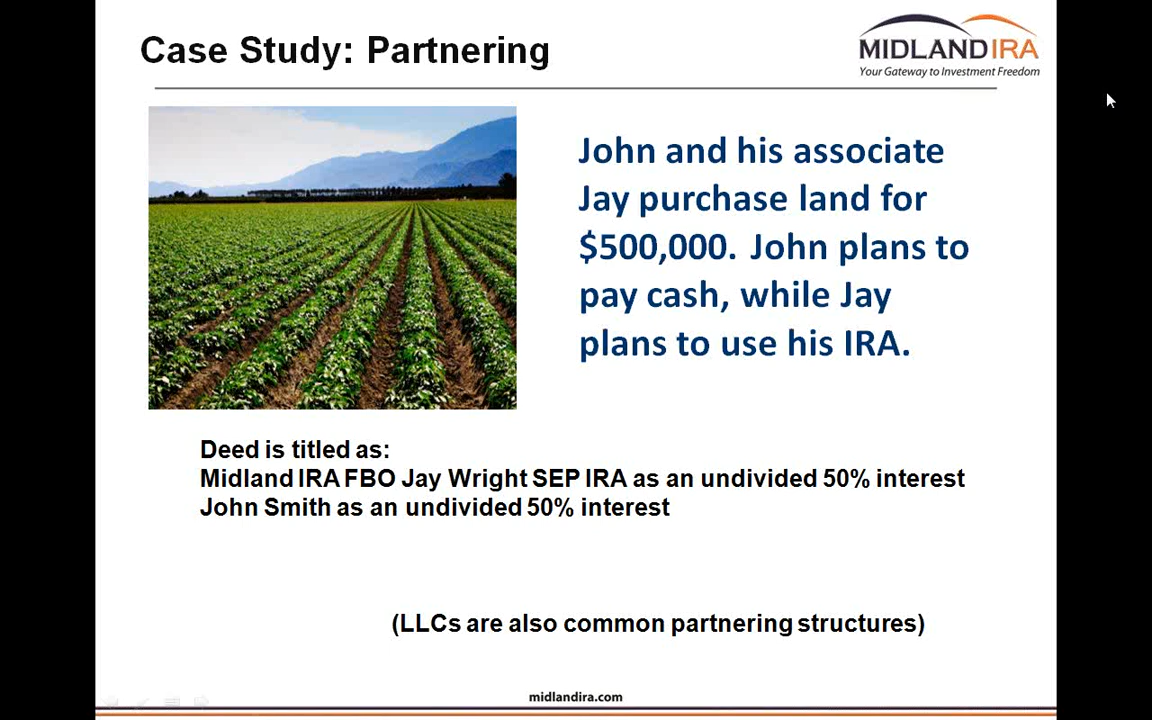 Case Study: Partnering
MIDLANDIRA
Your Gateway to Investment Freedom
John and his associate
Jay purchase land for
$500,000. John plans to
pay cash, while Jay
plans to use his IRA.
Deed is titled as:
Midland IRA FBO Jay Wright SEP IRA as an undivided 50% interest
John Smith as an undivided 50% interest
(LLCs are also common partnering structures)
midlandira.com